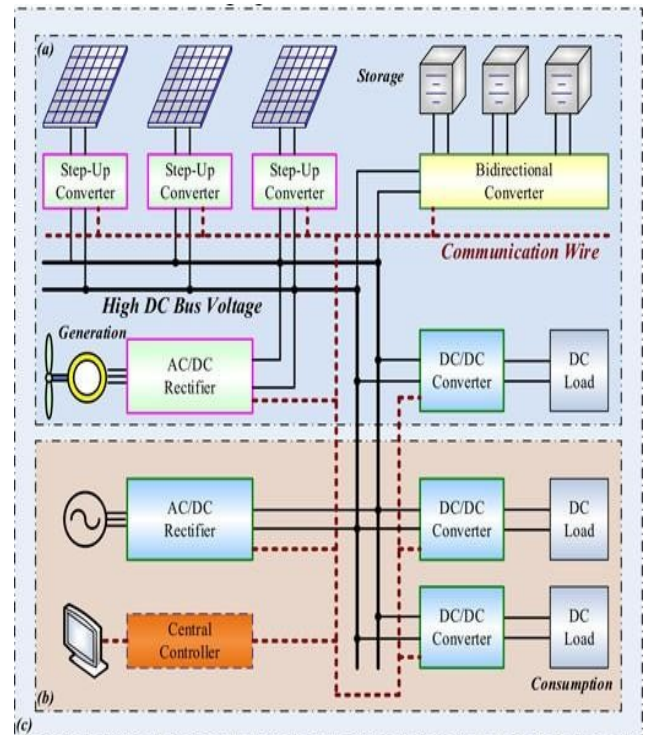 (a)
Storage
Step-Up
Converter
Step-Up
Converter
Step-Up
Converter
Bidirectional
Converter
Communication Wire
High DC Bus Voltage
Generation
AC/DC
Rectifier
DC/DC
Converter
DC
Load
AC/DC
Rectifier
DC/DC
Converter
DC
Load
Central
Controller
DC/DC
Converter
DC
Load
Consumption
(b)
(c)